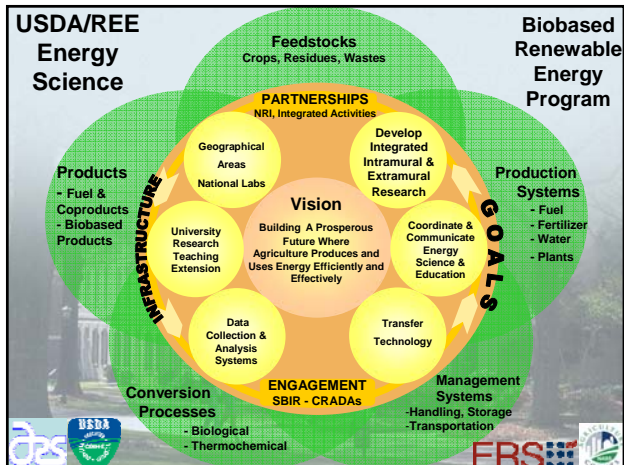 USDA/REE
Energy
Science
Biobased
Renewable
Energy
Program
Feedstocks
Crops, Residues, Wastes
PARTNERSHIPS
NRI, Integrated Activities
Geographical
Areas
National Labs
Develop
Integrated
Intramural &
Extramural
Research
Products
- Fuel &
Coproducts
- Biobased
Products
INFRASTRUCTURE
University
Research
Teaching
Extension
Vision
Building A Prosperous
Future Where
Agriculture Produces and
Uses Energy Efficiently and
Effectively
Coordinate &
Communicate
Energy
Science &
Education
GOALS
Production
Systems
- Fuel
- Fertilizer
- Water
- Plants
Data
Collection &
Analysis
Systems
Transfer
Technology
ENGAGEMENT
SBIR - CRADAs
Conversion
Processes
- Biological
- Thermochemical
Management
Systems
-Handling, Storage
-Transportation
USDA
ERS